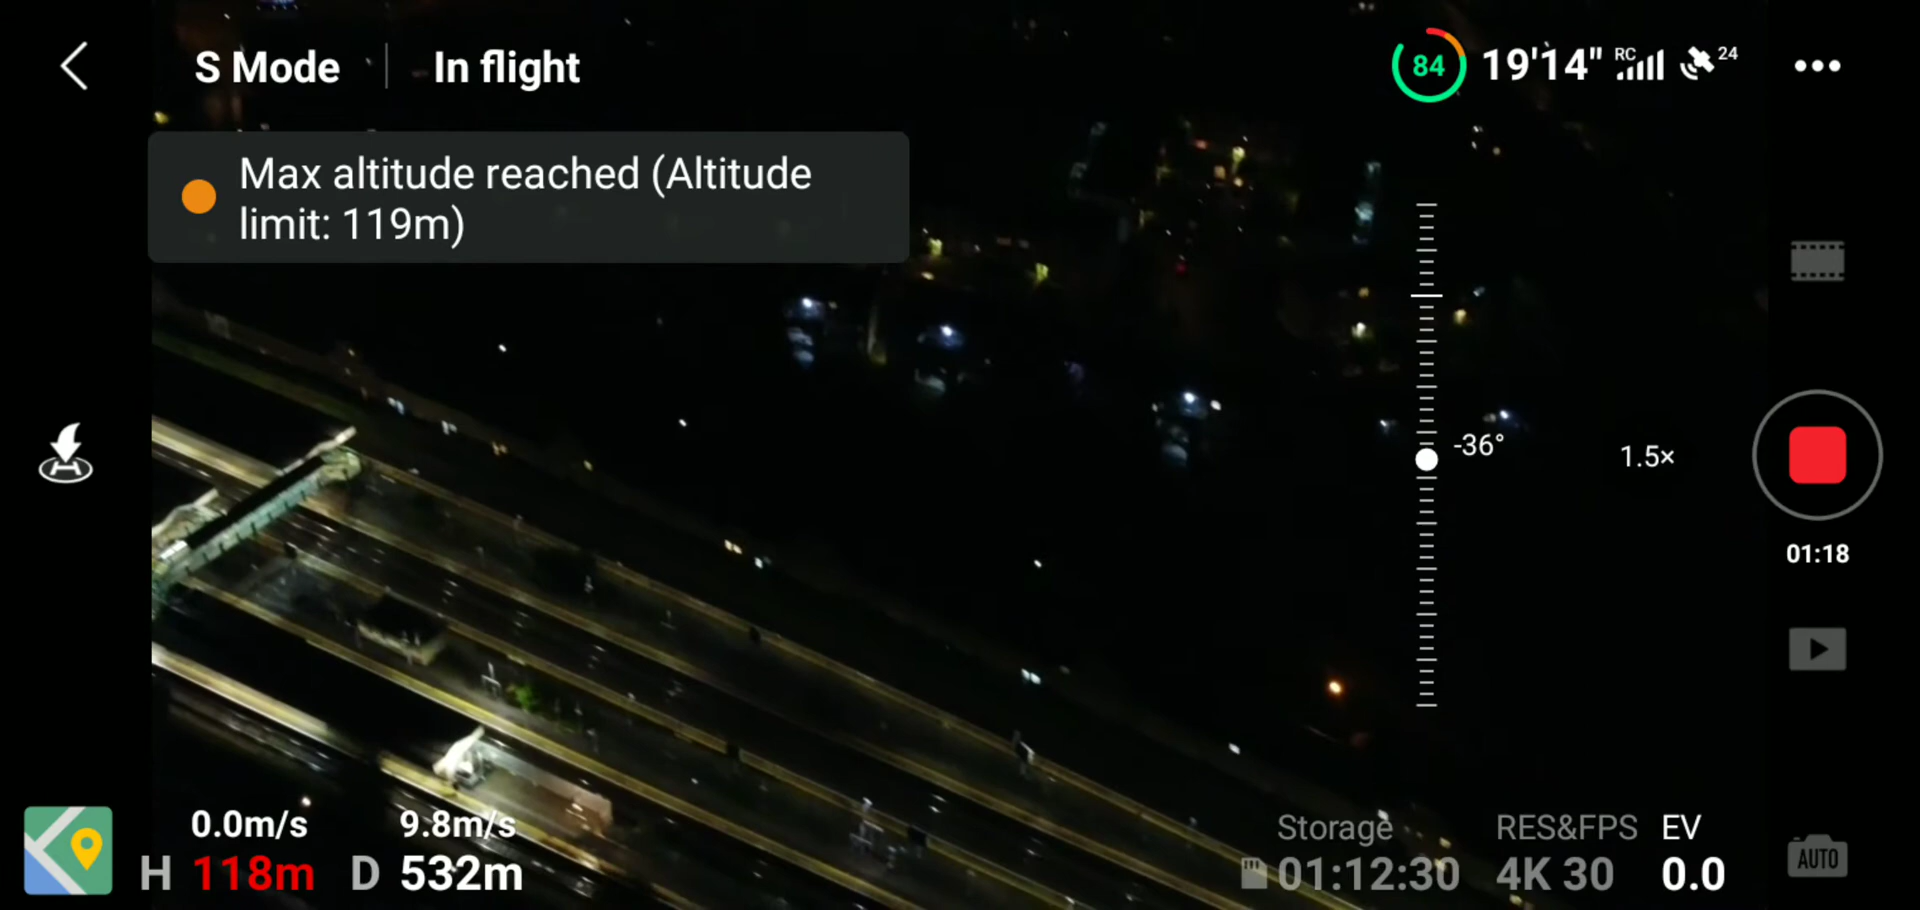 S Mode
In flight
84
19'14"
RC
24
Max altitude reached (Altitude
limit: 119m)
-36°
1.5×
01:18
0.0m/s
9.8m/s
H 118m
D 532m
Storage
01:12:30
RES&FPS
4K 30
EV
0.0
AUTO